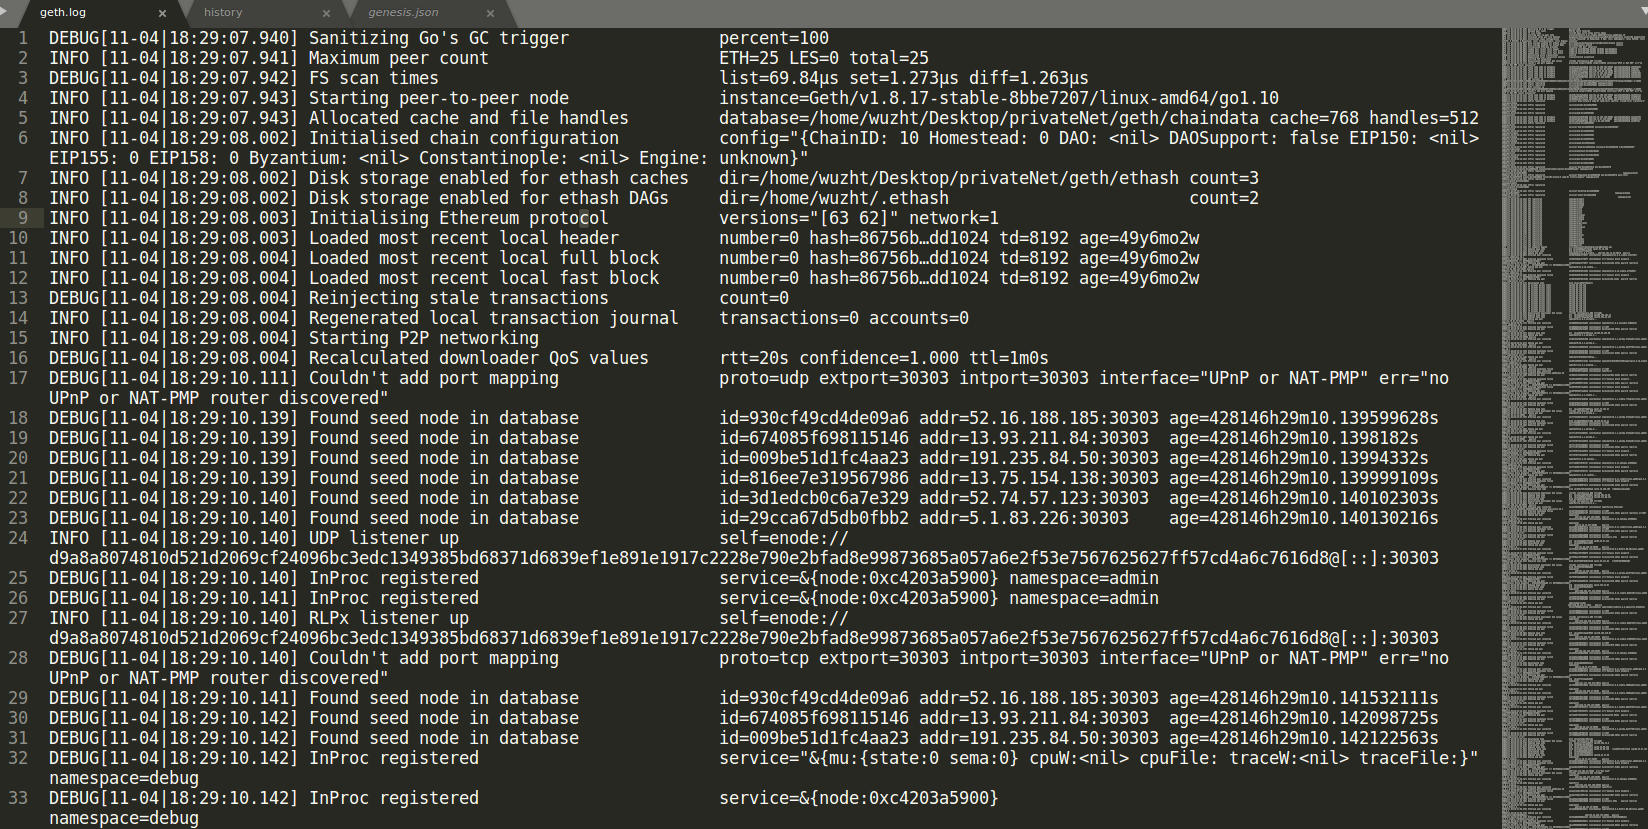 geth.log × history × genesis.json ×
1 DEBUG[11-04|18:29:07.940] Sanitizing Go's GC trigger percent=100
2 INFO [11-04|18:29:07.941] Maximum peer count ETH=25 LES=0 total=25
3 DEBUG[11-04|18:29:07.942] FS scan times list=69.84µs set=1.273µs diff=1.263µs
4 INFO [11-04|18:29:07.943] Starting peer-to-peer node instance=Geth/v1.8.17-stable-8bbe7207/linux-amd64/go1.10
5 INFO [11-04|18:29:07.943] Allocated cache and file handles database=/home/wuzht/Desktop/privateNet/geth/chaindata cache=768 handles=512
6 INFO [11-04|18:29:08.002] Initialised chain configuration config="{ChainID: 10 Homestead: 0 DAO: <nil> DAOSupport: false EIP150: <nil>
EIP155: 0 EIP158: 0 Byzantium: <nil> Constantinople: <nil> Engine: unknown}"
7 INFO [11-04|18:29:08.002] Disk storage enabled for ethash caches dir=/home/wuzht/Desktop/privateNet/geth/ethash count=3
8 INFO [11-04|18:29:08.002] Disk storage enabled for ethash DAGs dir=/home/wuzht/.ethash count=2
9 INFO [11-04|18:29:08.003] Initialising Ethereum protocol versions="[63 62]" network=1
10 INFO [11-04|18:29:08.003] Loaded most recent local header number=0 hash=86756b…dd1024 td=8192 age=49y6mo2w
11 INFO [11-04|18:29:08.004] Loaded most recent local full block number=0 hash=86756b…dd1024 td=8192 age=49y6mo2w
12 INFO [11-04|18:29:08.004] Loaded most recent local fast block number=0 hash=86756b…dd1024 td=8192 age=49y6mo2w
13 DEBUG[11-04|18:29:08.004] Reinjecting stale transactions count=0
14 INFO [11-04|18:29:08.004] Regenerated local transaction journal transactions=0 accounts=0
15 INFO [11-04|18:29:08.004] Starting P2P networking
16 DEBUG[11-04|18:29:08.004] Recalculated downloader QoS values rtt=20s confidence=1.000 ttl=1m0s
17 DEBUG[11-04|18:29:10.111] Couldn't add port mapping proto=udp extport=30303 intport=30303 interface="UPnP or NAT-PMP" err="no
UPnP or NAT-PMP router discovered"
18 DEBUG[11-04|18:29:10.139] Found seed node in database id=930cf49cd4de09a6 addr=52.16.188.185:30303 age=428146h29m10.139599628s
19 DEBUG[11-04|18:29:10.139] Found seed node in database id=674085f698115146 addr=13.93.211.84:30303 age=428146h29m10.1398182s
20 DEBUG[11-04|18:29:10.139] Found seed node in database id=009be51d1fc4aa23 addr=191.235.84.50:30303 age=428146h29m10.13994332s
21 DEBUG[11-04|18:29:10.139] Found seed node in database id=816ee7e319567986 addr=13.75.154.138:30303 age=428146h29m10.139999109s
22 DEBUG[11-04|18:29:10.140] Found seed node in database id=3d1edcb0c6a7a929 addr=52.74.57.123:30303 age=428146h29m10.140102303s
23 DEBUG[11-04|18:29:10.140] Found seed node in database id=29cca67d5db0fbb2 addr=5.1.83.226:30303 age=428146h29m10.140130216s
24 INFO [11-04|18:29:10.140] UDP listener up self=enode://
d9a8a8074810d521d2069cf24096bc3edc1349385bd68371d6839ef1e891e1917c2228e790e2bfad8e99873685a057a6e2f53e7567625627ff57cd4a6c7616d8@[::]:30303
25 DEBUG[11-04|18:29:10.140] InProc registered service=&{node:0xc4203a5900} namespace=admin
26 DEBUG[11-04|18:29:10.141] InProc registered service=&{node:0xc4203a5900} namespace=admin
27 INFO [11-04|18:29:10.140] RLPx listener up self=enode://
d9a8a8074810d521d2069cf24096bc3edc1349385bd68371d6839ef1e891e1917c2228e790e2bfad8e99873685a057a6e2f53e7567625627ff57cd4a6c7616d8@[::]:30303
28 DEBUG[11-04|18:29:10.140] Couldn't add port mapping proto=tcp extport=30303 intport=30303 interface="UPnP or NAT-PMP" err="no
UPnP or NAT-PMP router discovered"
29 DEBUG[11-04|18:29:10.141] Found seed node in database id=930cf49cd4de09a6 addr=52.16.188.185:30303 age=428146h29m10.141532111s
30 DEBUG[11-04|18:29:10.142] Found seed node in database id=674085f698115146 addr=13.93.211.84:30303 age=428146h29m10.142098725s
31 DEBUG[11-04|18:29:10.142] Found seed node in database id=009be51d1fc4aa23 addr=191.235.84.50:30303 age=428146h29m10.142122563s
32 DEBUG[11-04|18:29:10.142] InProc registered service="&{mu:{state:0 sema:0} cpuW:<nil> cpuFile: traceW:<nil> traceFile:}"
namespace=debug
33 DEBUG[11-04|18:29:10.142] InProc registered service=&{node:0xc4203a5900}
namespace=debug